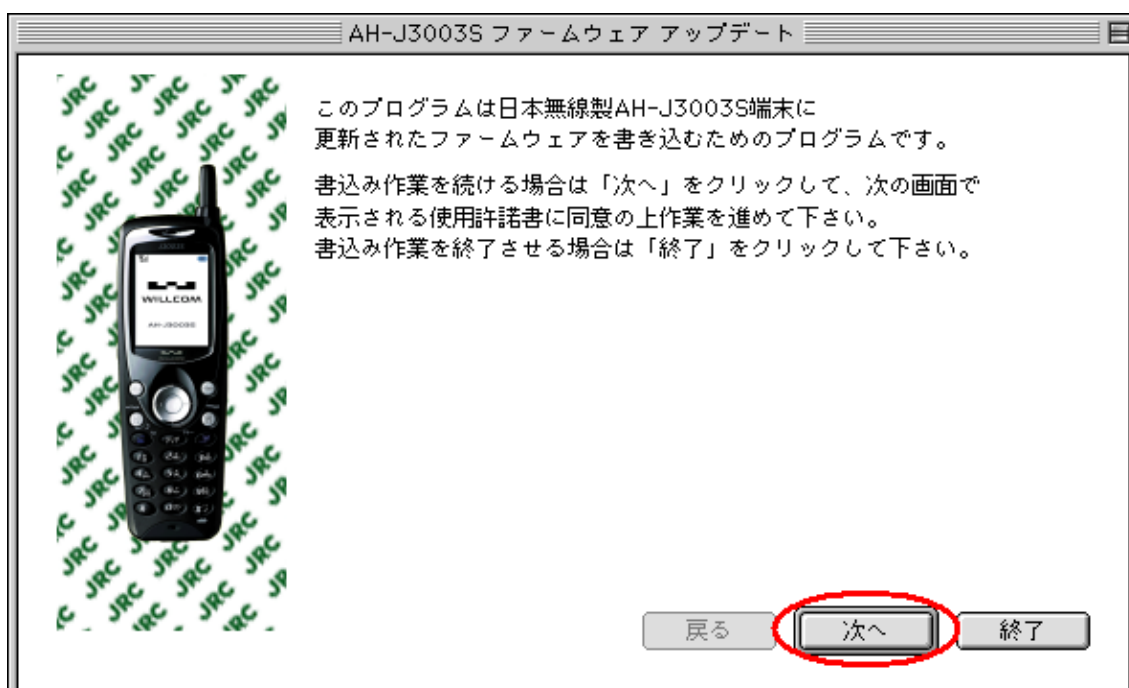 AH-J3003S ファームウェア アップデート
このプログラムは日本無線製AH-J3003S端末に
更新されたファームウェアを書き込むためのプログラムです。
書込み作業を続ける場合は「次へ」をクリックして、次の画面で
表示される使用許諾書に同意の上作業を進めて下さい。
書込み作業を終了させる場合は「終了」をクリックして下さい。
JRC
WILLCOM
AH-J3003S
戻る
次へ
終了